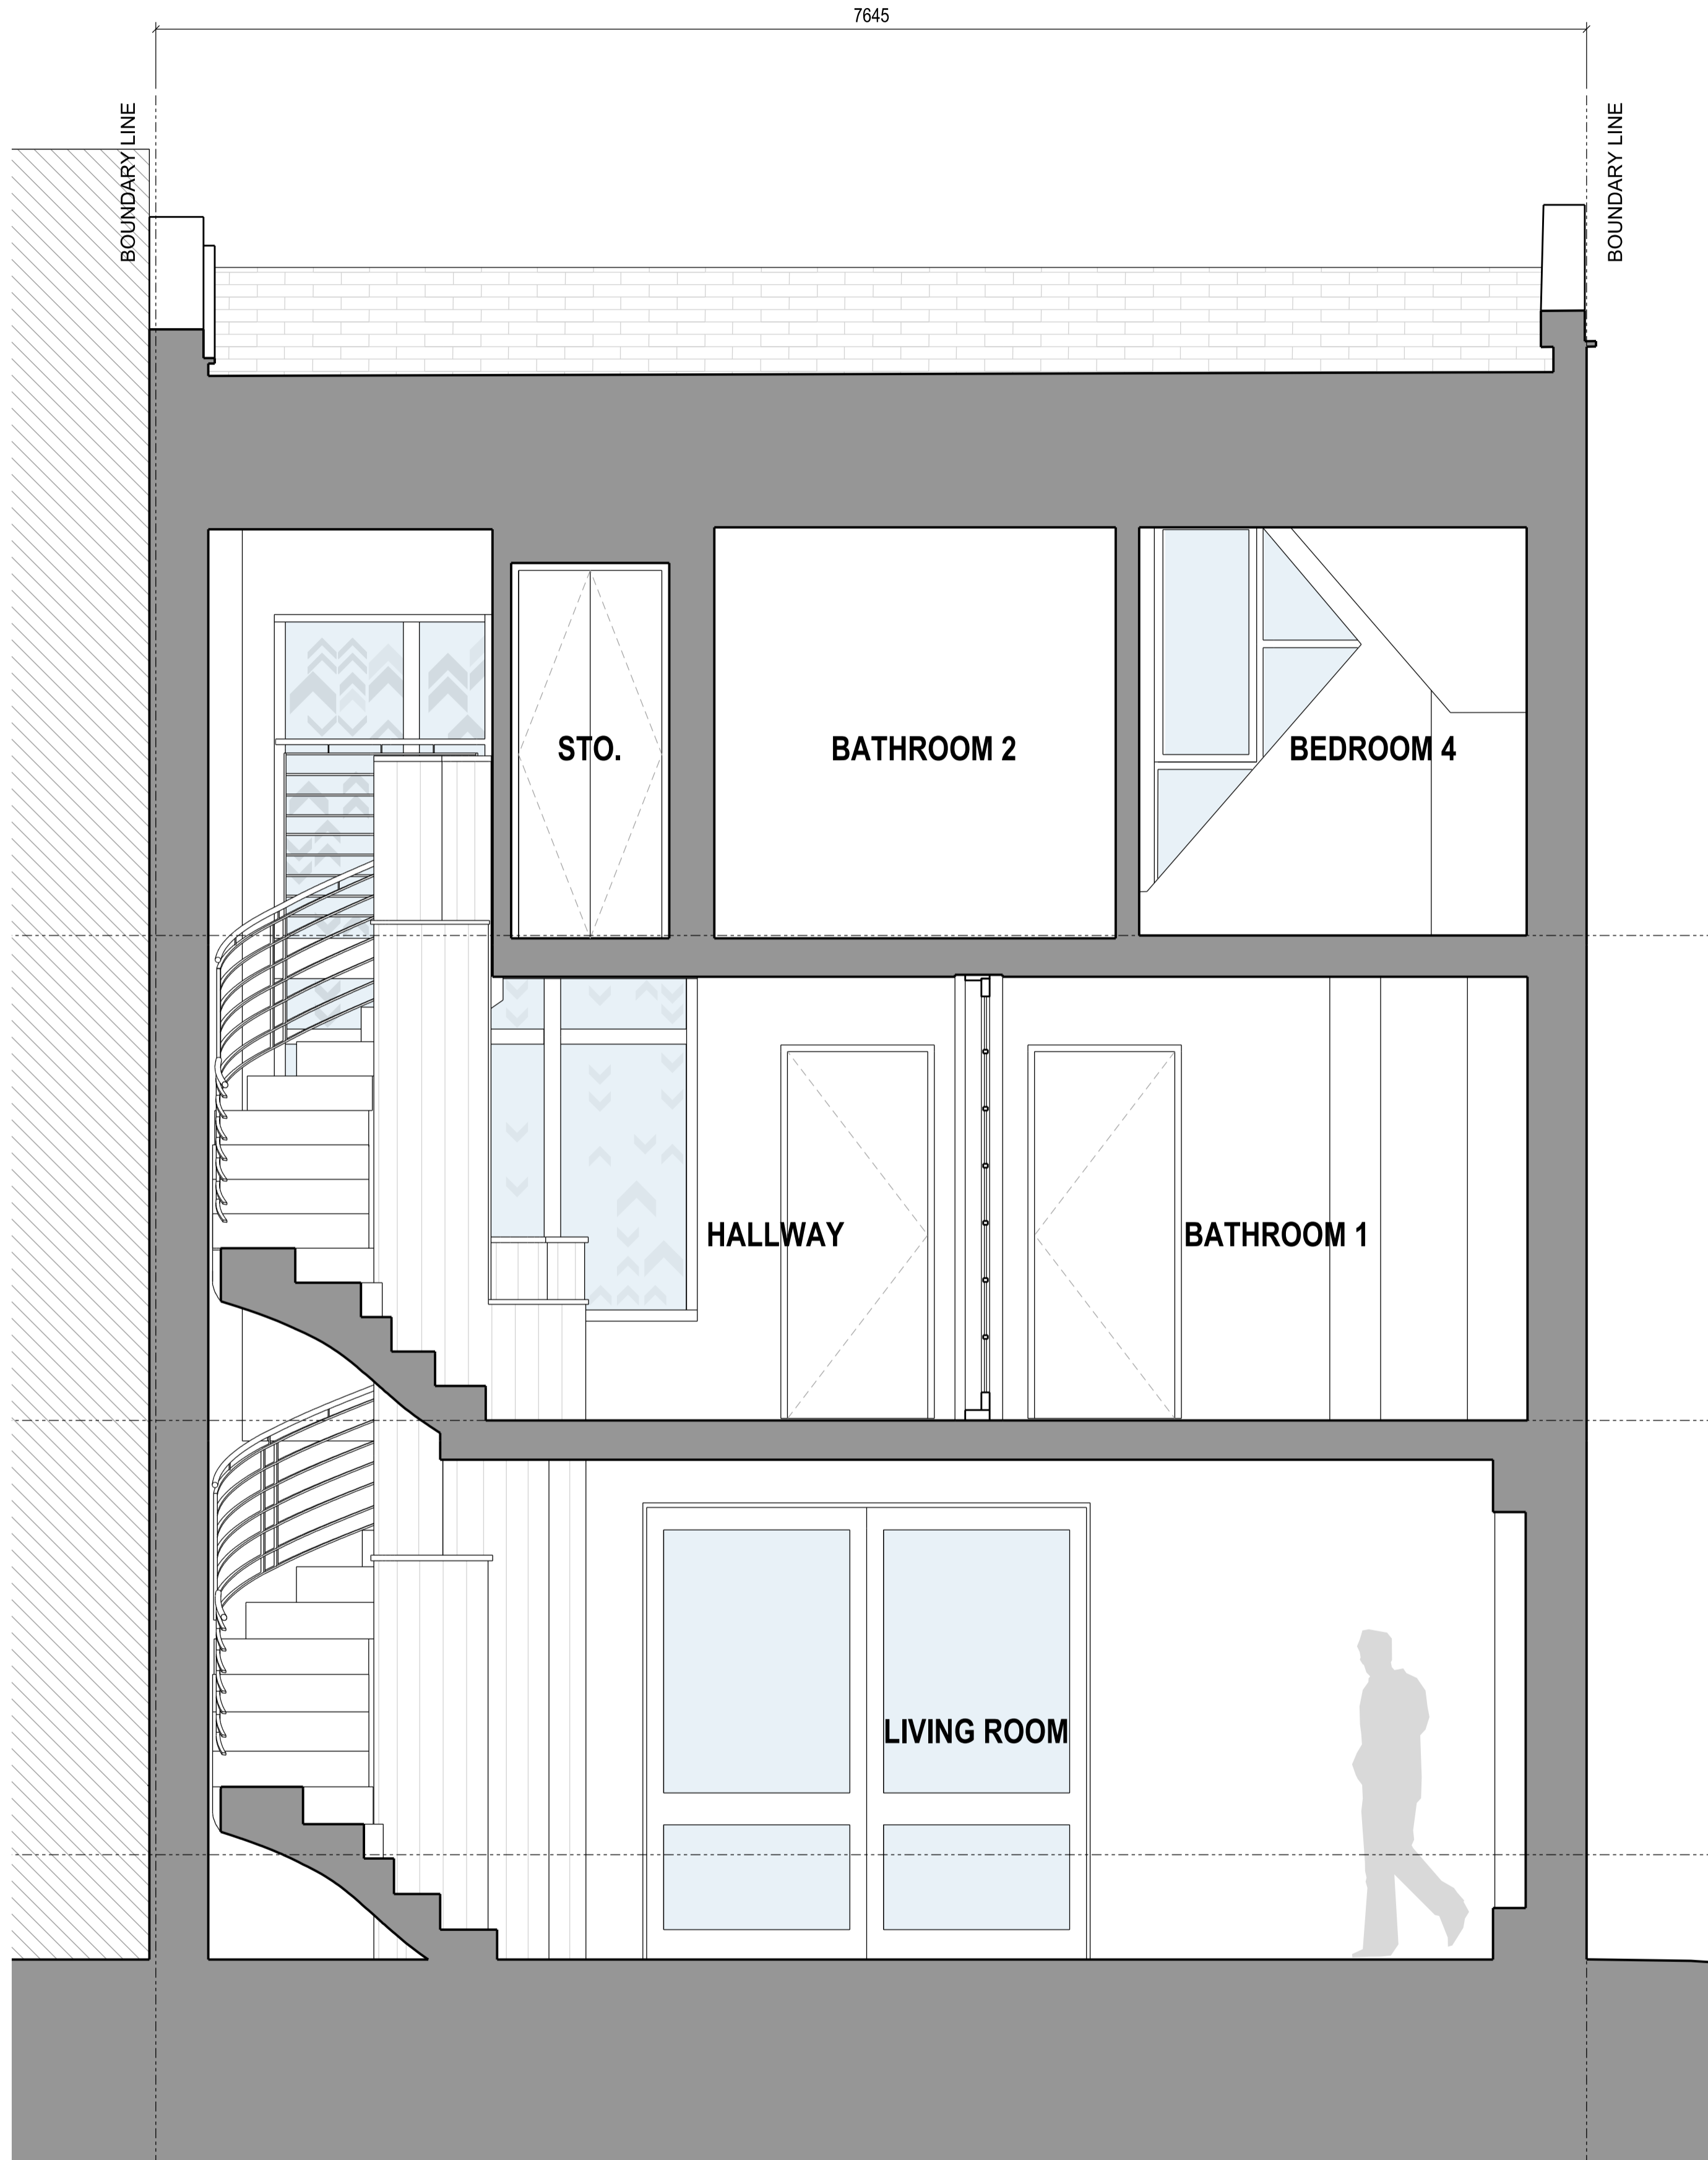 7645
BOUNDARY LINE
BOUNDARY LINE
STO.
BATHROOM 2
BEDROOM 4
HALLWAY
BATHROOM 1
LIVING ROOM